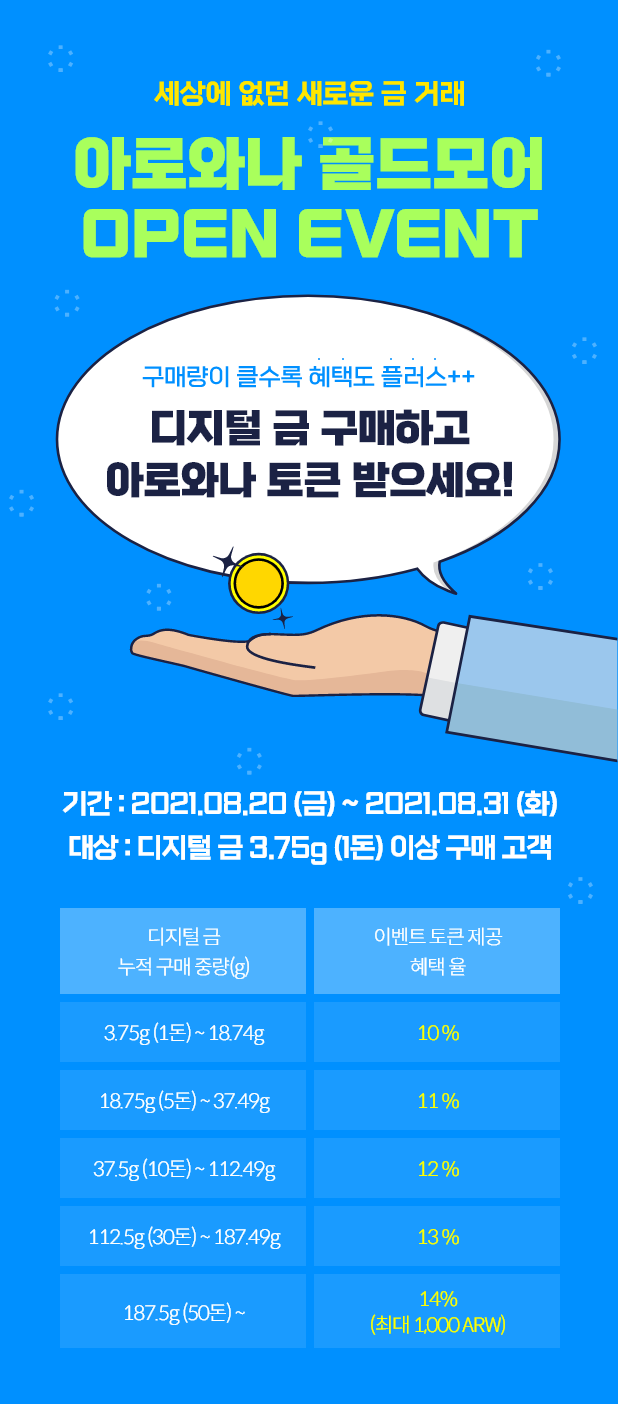 세상에 없던 새로운 금 거래
아로와나 골드모어
OPEN EVENT
구매량이 클수록 혜택도 플러스++
디지털 금 구매하고
아로와나 토큰 받으세요!
기간 : 2021.08.20 (금) ~ 2021.08.31 (화)
대상 : 디지털 금 3.75g (1돈) 이상 구매 고객
디지털 금
누적 구매 중량(g)
이벤트 토큰 제공
혜택 율
3.75g (1돈) ~ 18.74g
10 %
18.75g (5돈) ~ 37.49g
11 %
37.5g (10돈) ~ 112.49g
12 %
112.5g (30돈) ~ 187.49g
13 %
187.5g (50돈) ~
14%
(최대 1,000 ARW)